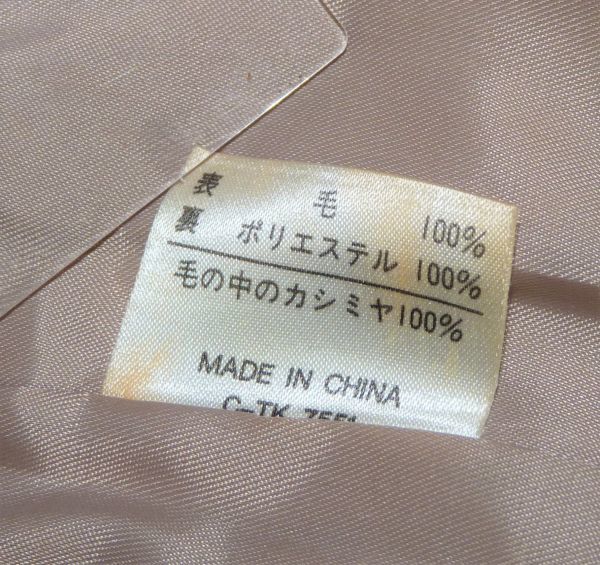 表 毛 100%
裏 ポリエステル 100%
毛の中のカシミヤ100%
MADE IN CHINA
C-TK